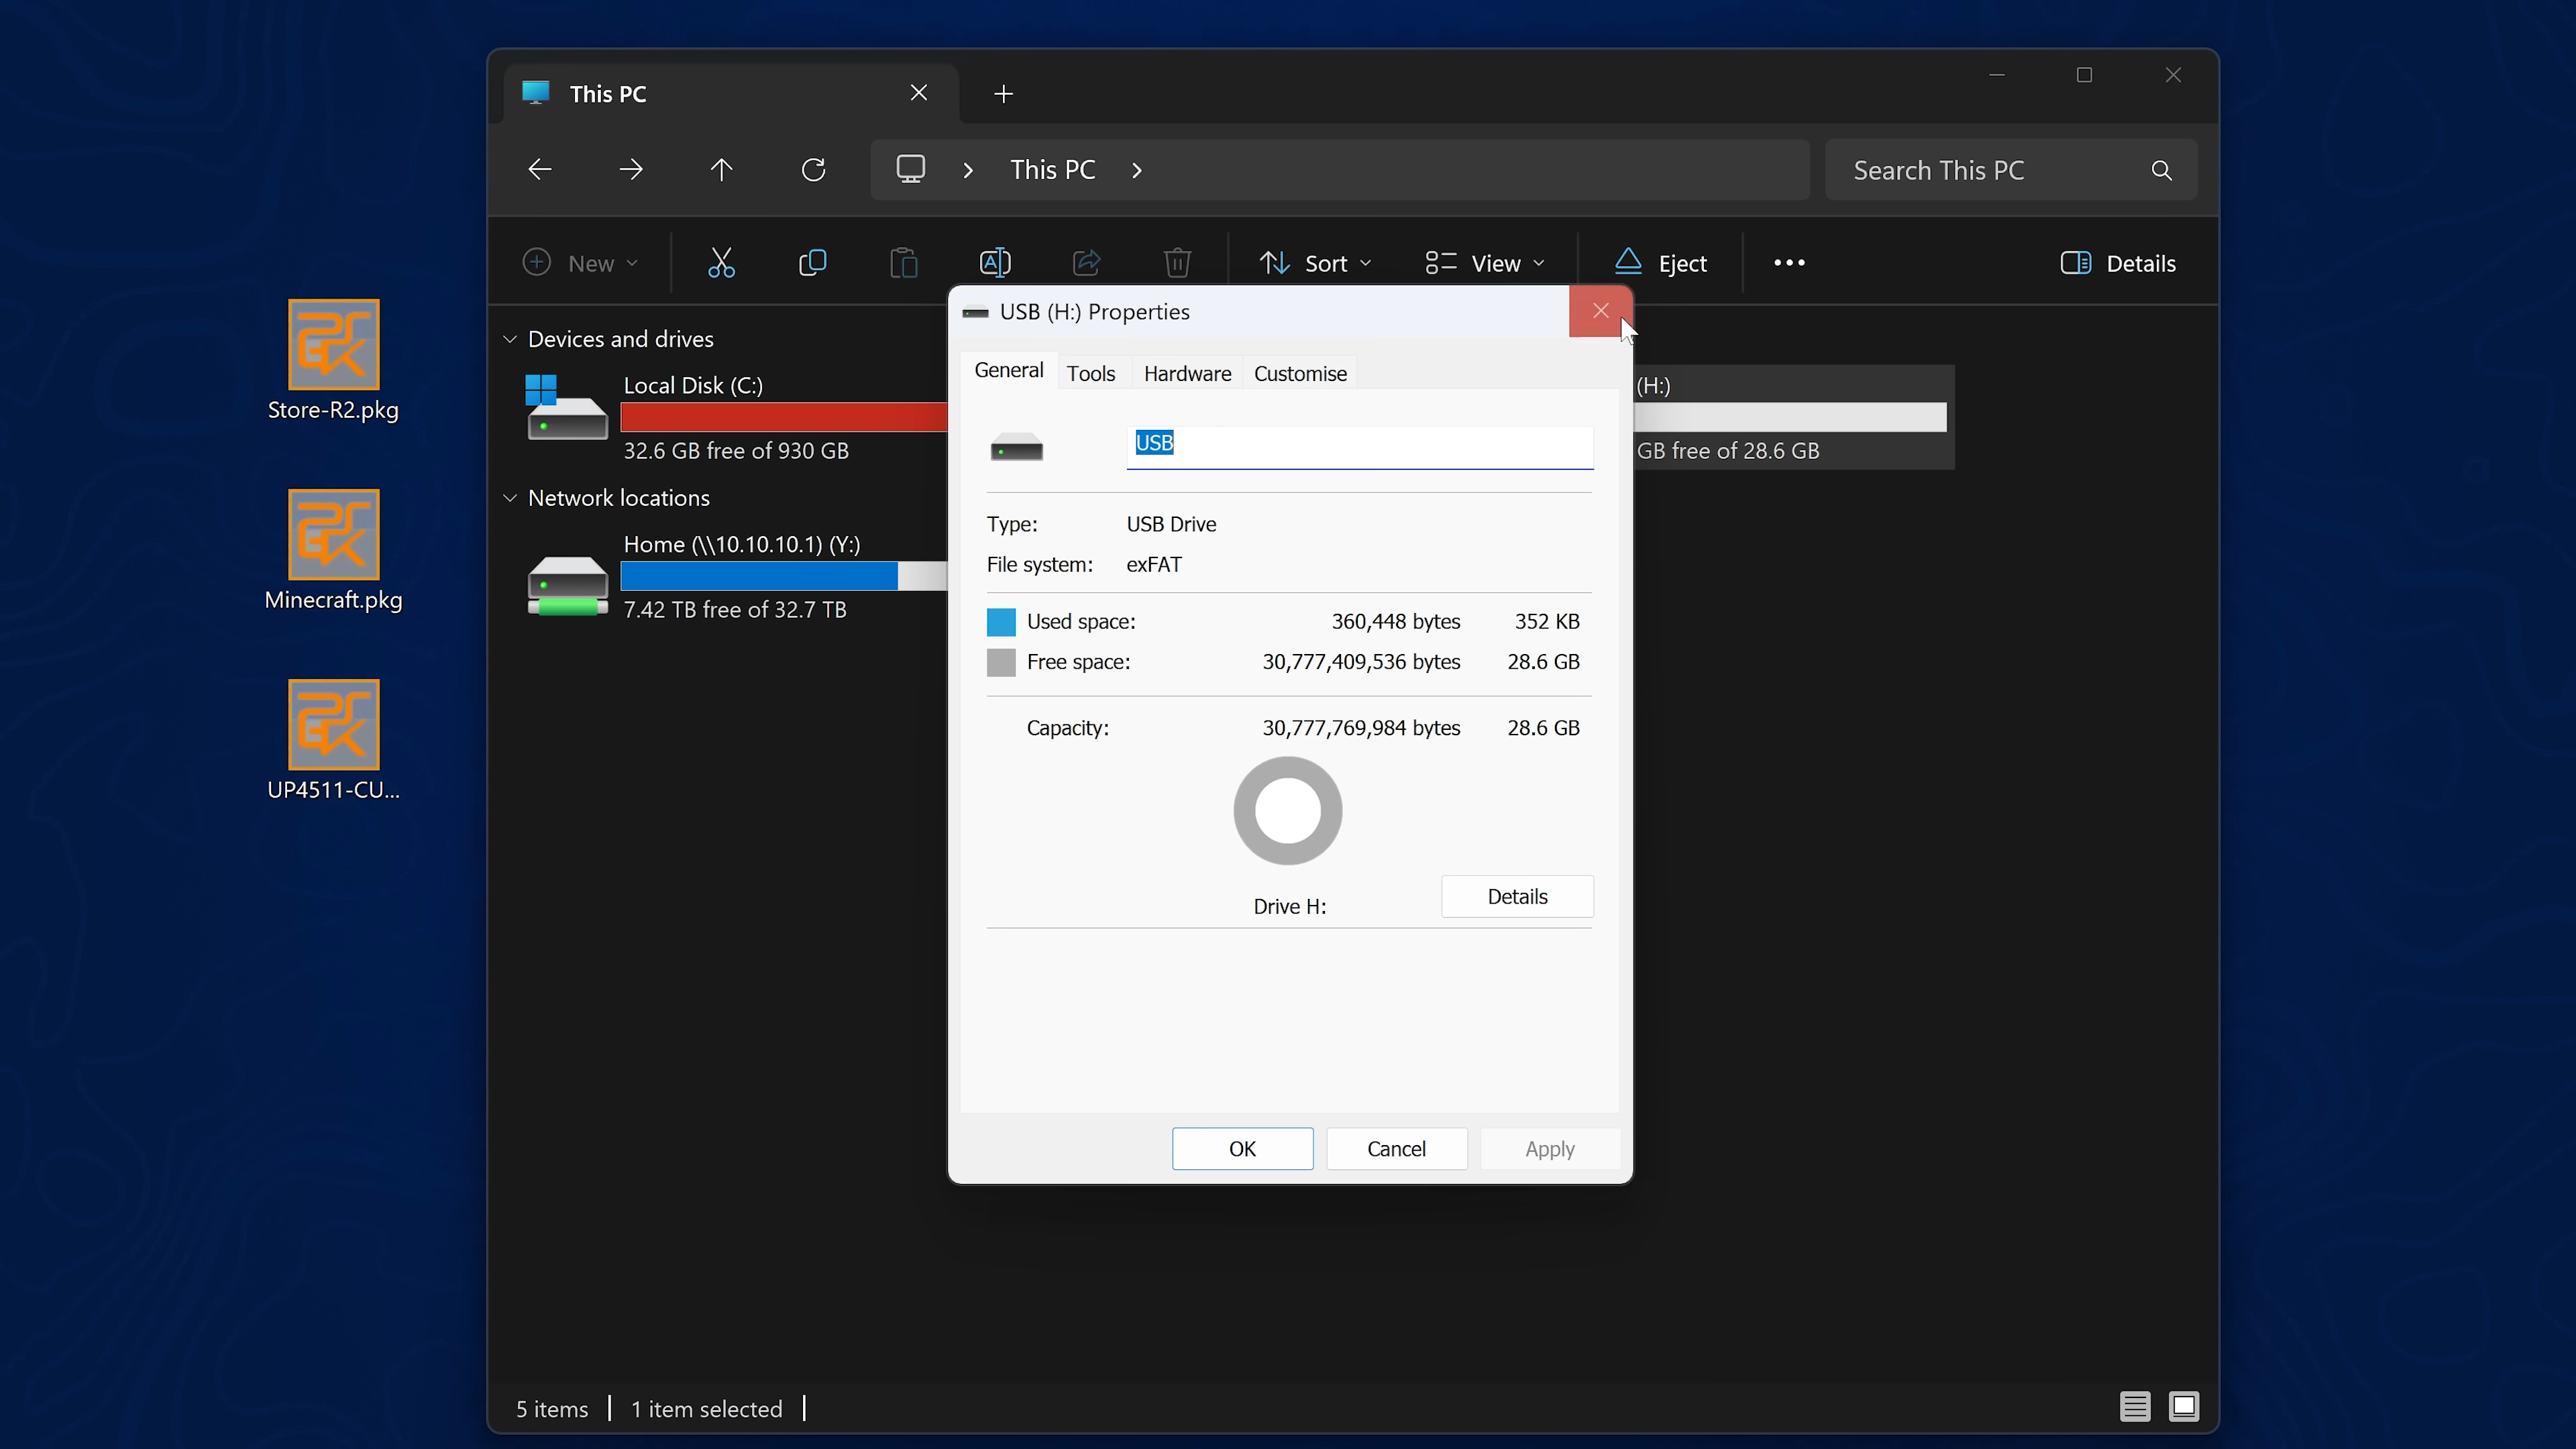 This PC
This PC
Search This PC
New
Sort
View
Eject
Details
Store-R2.pkg
Minecraft.pkg
UP4511-CU...
Devices and drives
Local Disk (C:)
32.6 GB free of 930 GB
(H:)
GB free of 28.6 GB
Network locations
Home (\\10.10.10.1) (Y:)
7.42 TB free of 32.7 TB
USB (H:) Properties
General Tools Hardware Customise
USB
Type: USB Drive
File system: exFAT
Used space: 360,448 bytes 352 KB
Free space: 30,777,409,536 bytes 28.6 GB
Capacity: 30,777,769,984 bytes 28.6 GB
Drive H:
Details
OK Cancel Apply
5 items 1 item selected